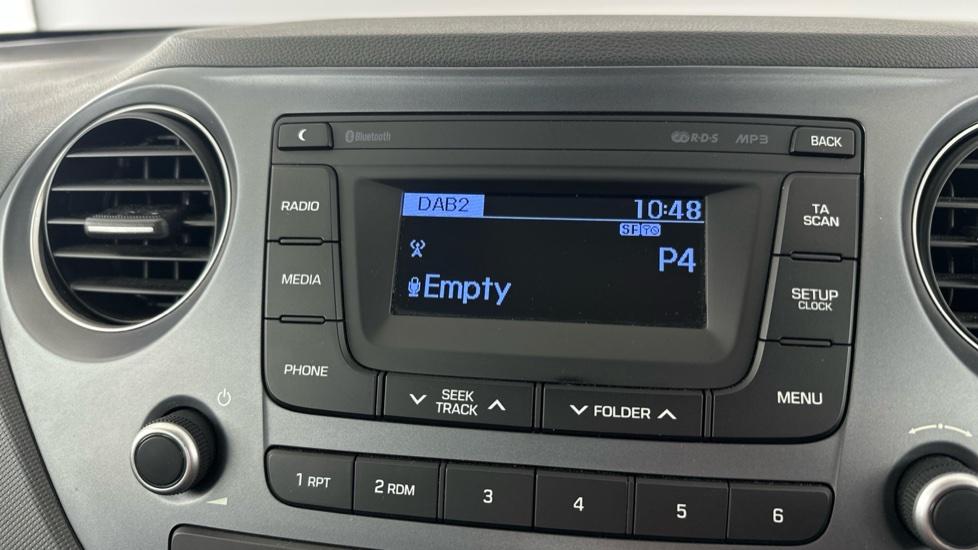 Bluetooth
R·D·S
MP3
BACK
RADIO
MEDIA
PHONE
DAB2
10:48
SF
P4
Empty
TA
SCAN
SETUP
CLOCK
MENU
SEEK
TRACK
FOLDER
1 RPT
2 RDM
3
4
5
6